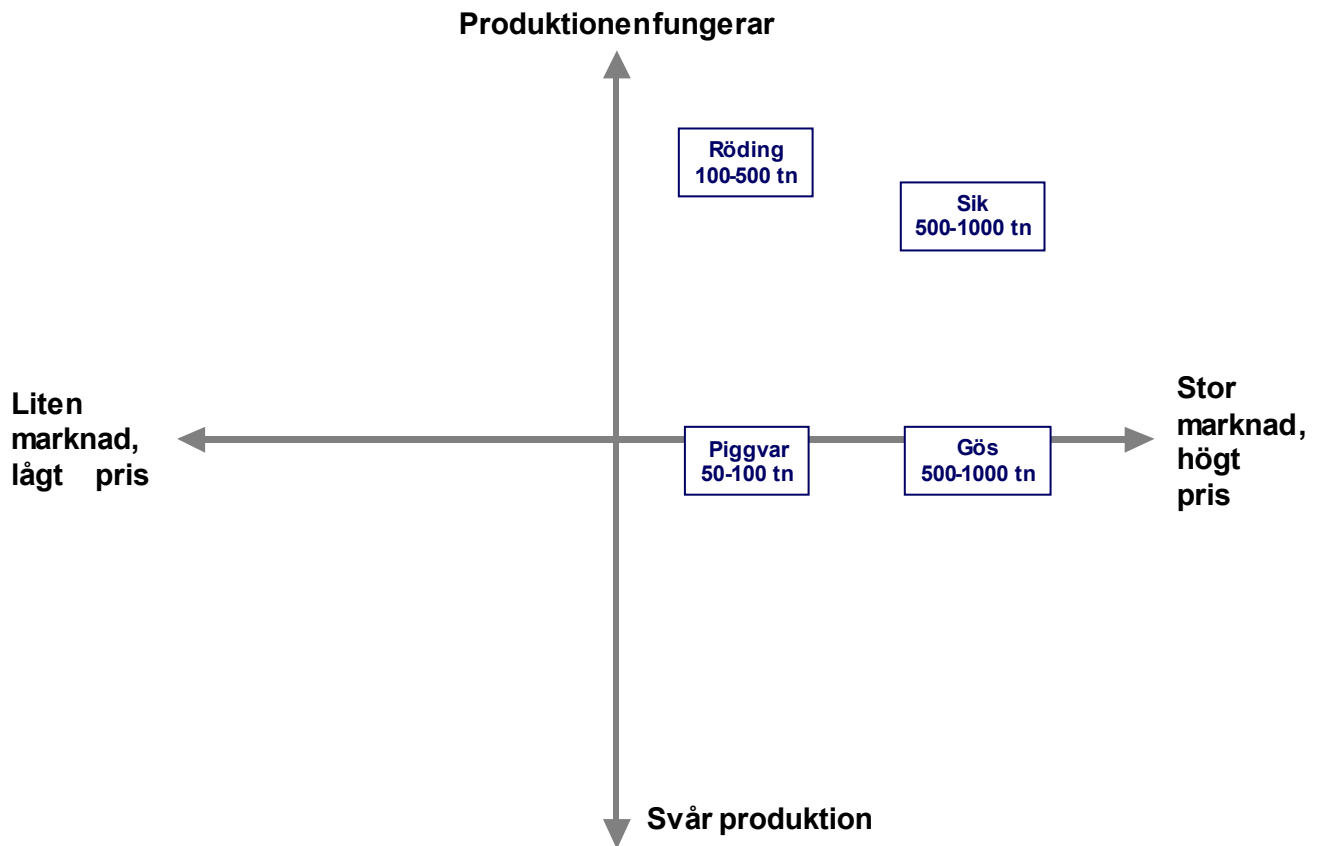 Produktionenfungerar
Röding
100-500 tn
Sik
500-1000 tn
Liten
marknad,
lågt pris
Stor
marknad,
högt
pris
Piggvar
50-100 tn
Gös
500-1000 tn
Svår produktion